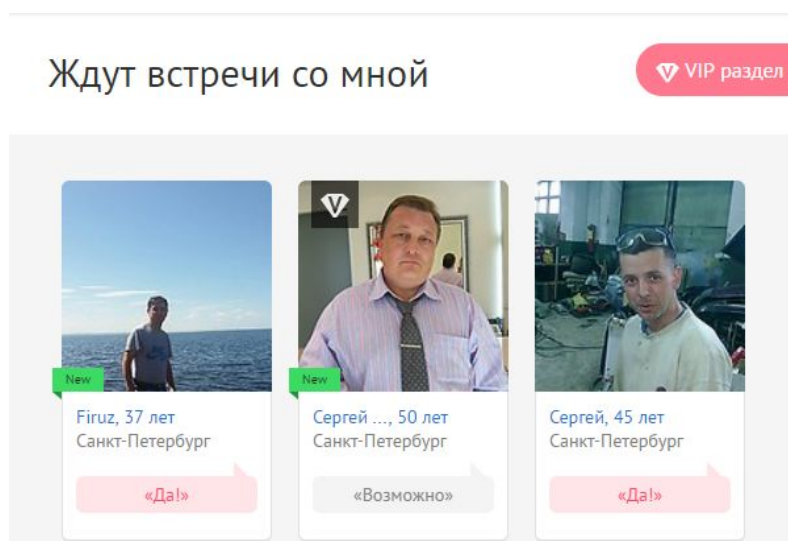 Ждут встречи со мной
VIP раздел
New
Firuz, 37 лет
Санкт-Петербург
«Да!»
New
Сергей ..., 50 лет
Санкт-Петербург
«Возможно»
Сергей, 45 лет
Санкт-Петербург
«Да!»